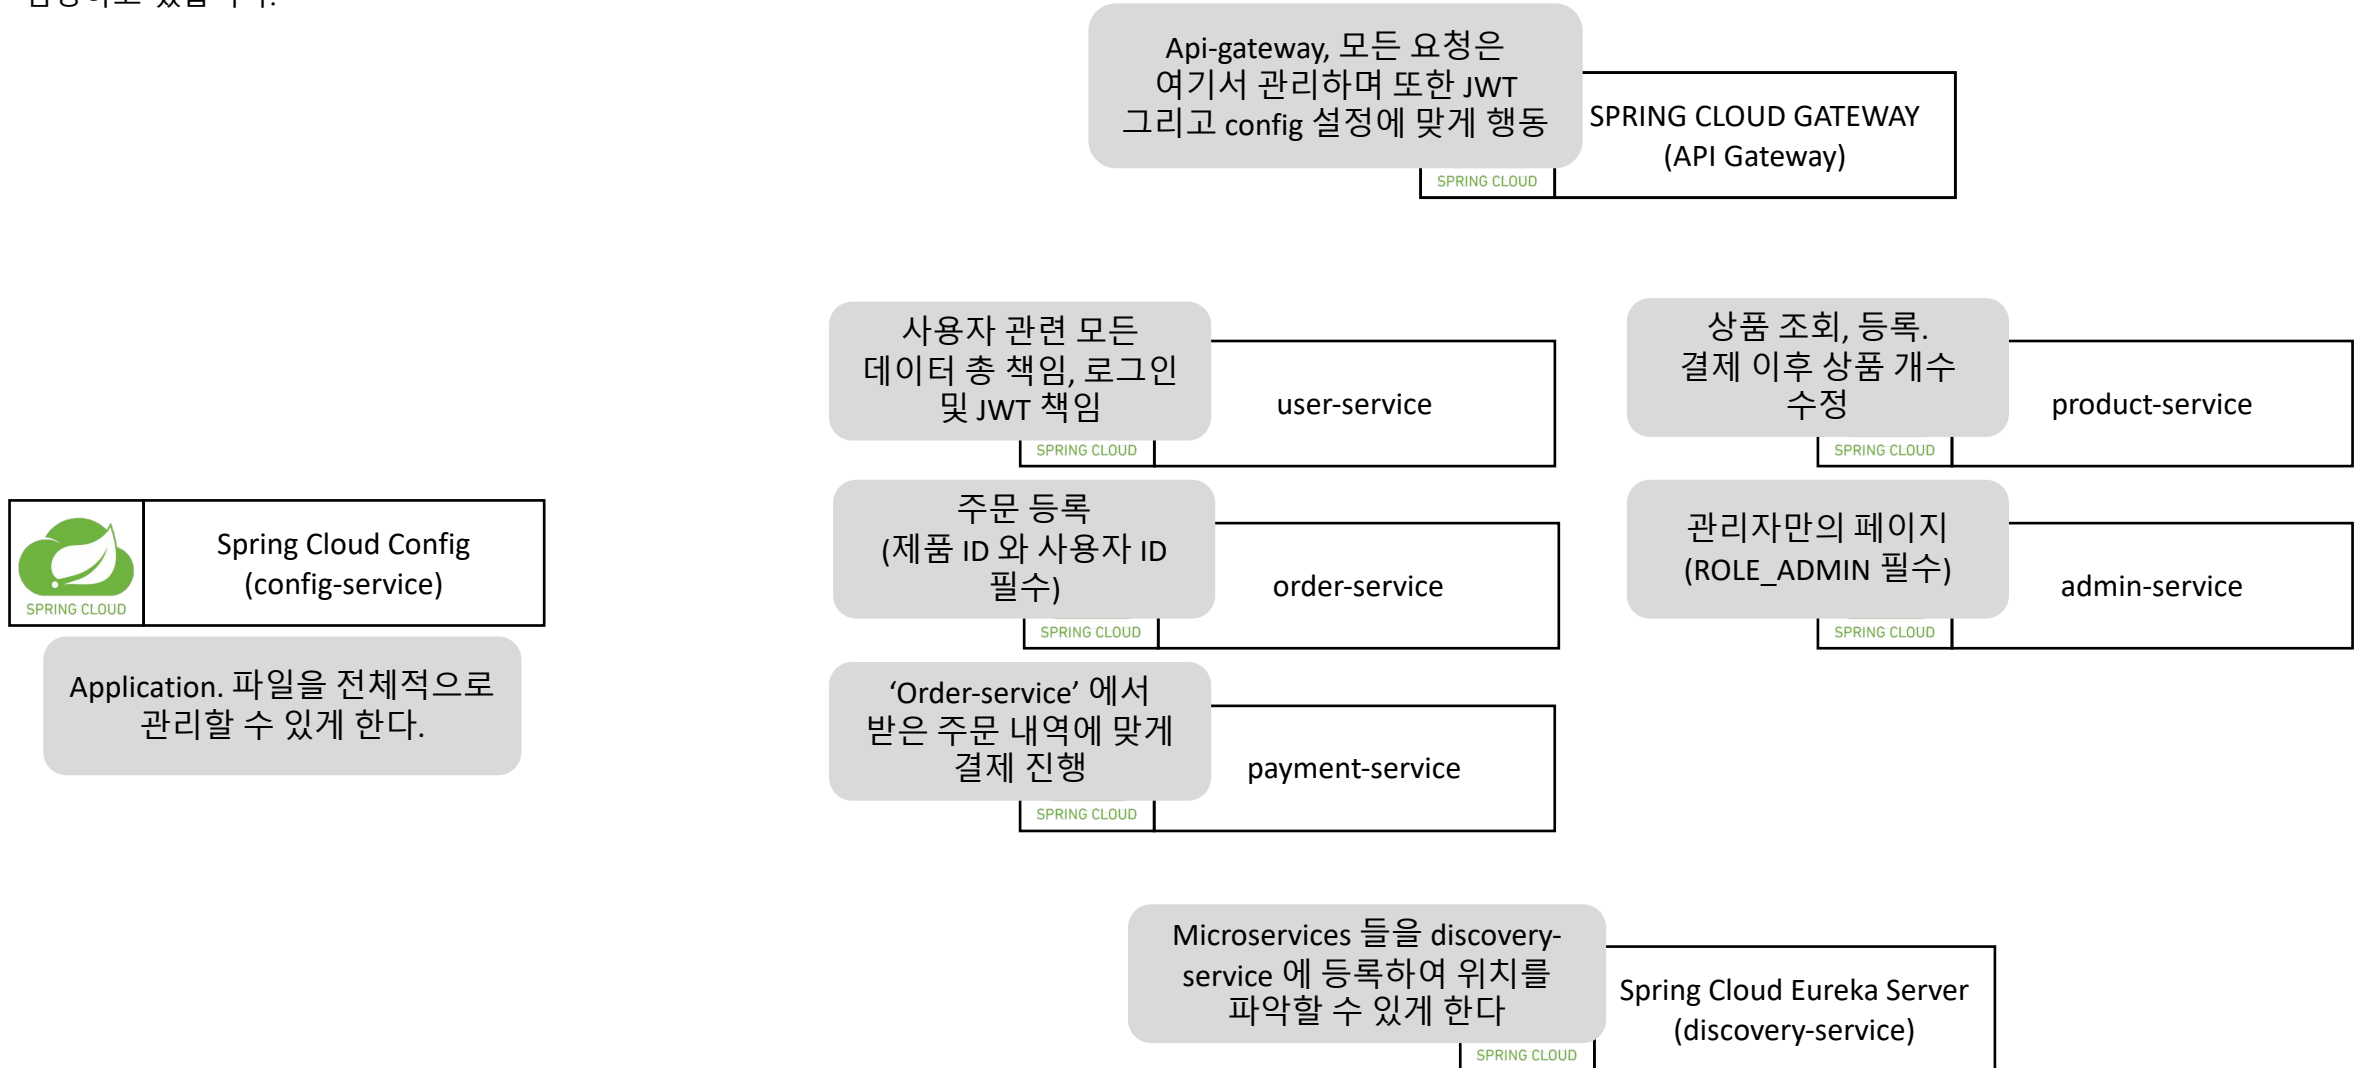 있습니다.
Api-gateway, 모든 요청은
여기서 관리하며 또한 JWT
그리고 config 설정에 맞게 행동
SPRING CLOUD GATEWAY
(API Gateway)
SPRING CLOUD
사용자 관련 모든
데이터 총 책임, 로그인
및 JWT 책임
user-service
SPRING CLOUD
상품 조회, 등록.
결제 이후 상품 개수
수정
product-service
SPRING CLOUD
Spring Cloud Config
(config-service)
SPRING CLOUD
Application. 파일을 전체적으로
관리할 수 있게 한다.
주문 등록
(제품 ID 와 사용자 ID
필수)
order-service
SPRING CLOUD
관리자만의 페이지
(ROLE_ADMIN 필수)
admin-service
SPRING CLOUD
‘Order-service’ 에서
받은 주문 내역에 맞게
결제 진행
payment-service
SPRING CLOUD
Microservices 들을 discovery-
service 에 등록하여 위치를
파악할 수 있게 한다
Spring Cloud Eureka Server
(discovery-service)
SPRING CLOUD